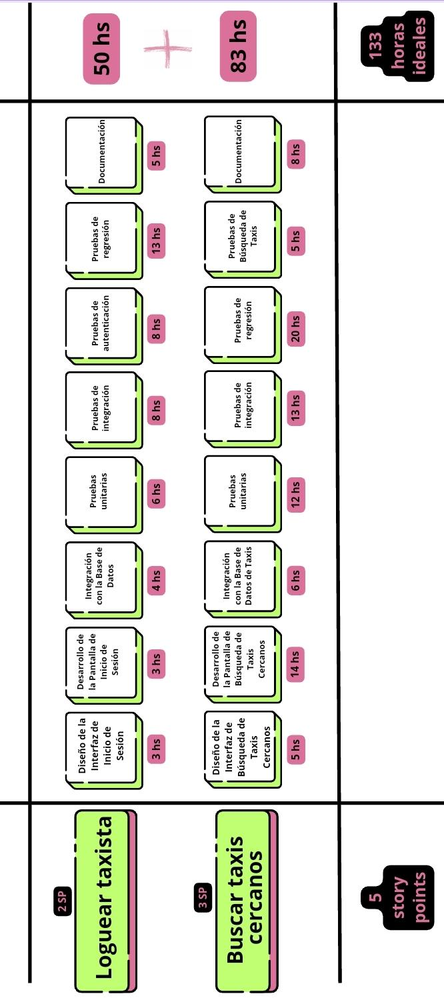 2 SP
Loguear taxista
Diseño de la
Interfaz de
Inicio de
Sesión
3 hs
Desarrollo de
la Pantalla de
Inicio de
Sesión
3 hs
Integración
con la Base de
Datos
4 hs
Pruebas
unitarias
6 hs
Pruebas de
integración
8 hs
Pruebas de
autenticación
8 hs
Pruebas de
regresión
13 hs
Documentación
5 hs
50 hs
3 SP
Buscar taxis
cercanos
Diseño de la
Interfaz de
Búsqueda de
Taxis
Cercanos
5 hs
Desarrollo de
la Pantalla de
Búsqueda de
Taxis
Cercanos
14 hs
Integración
con la Base de
Datos de Taxis
6 hs
Pruebas
unitarias
12 hs
Pruebas de
integración
13 hs
Pruebas de
regresión
20 hs
Pruebas de
Búsqueda de
Taxis
5 hs
Documentación
8 hs
+
83 hs
5
story
points
133
horas
ideales